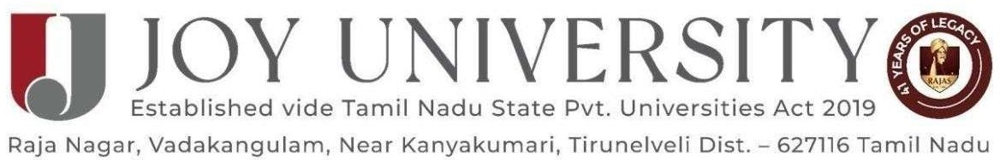 JOY UNIVERSITY
41 YEARS OF LEGACY
RAJAS
Established vide Tamil Nadu State Pvt. Universities Act 2019
Raja Nagar, Vadakangulam, Near Kanyakumari, Tirunelveli Dist. – 627116 Tamil Nadu